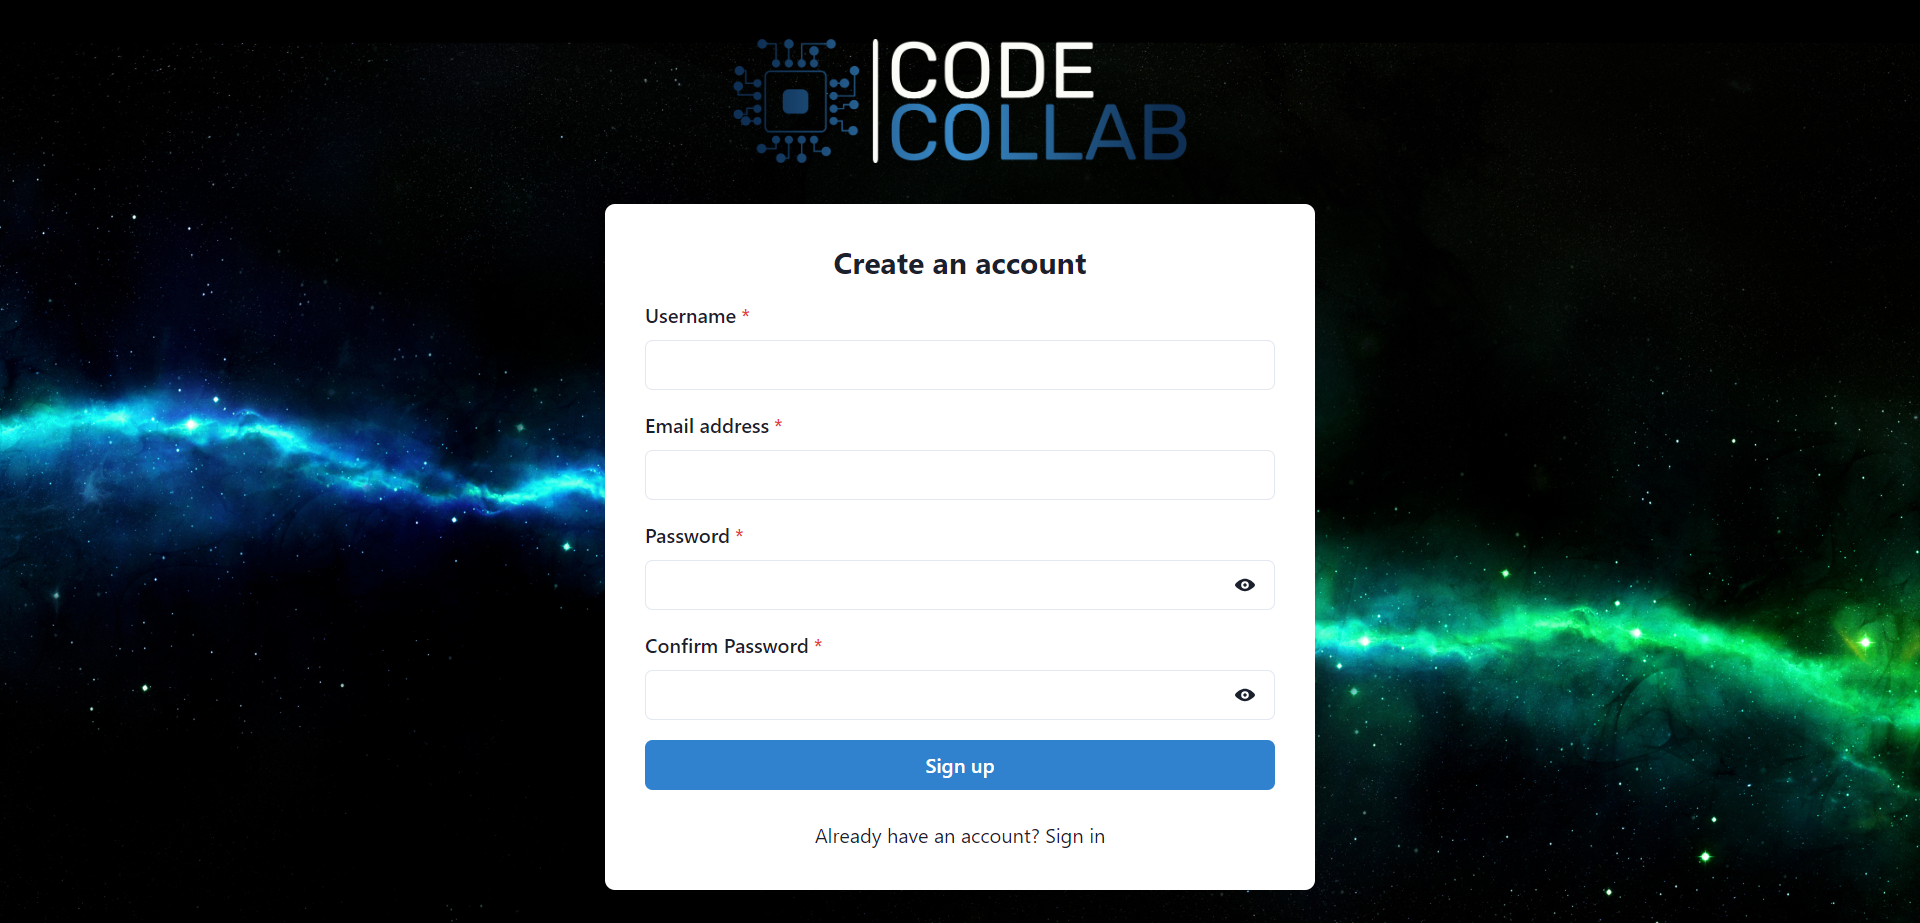 CODE
COLLAB
Create an account
Username *
Email address *
Password *
Confirm Password *
Sign up
Already have an account? Sign in